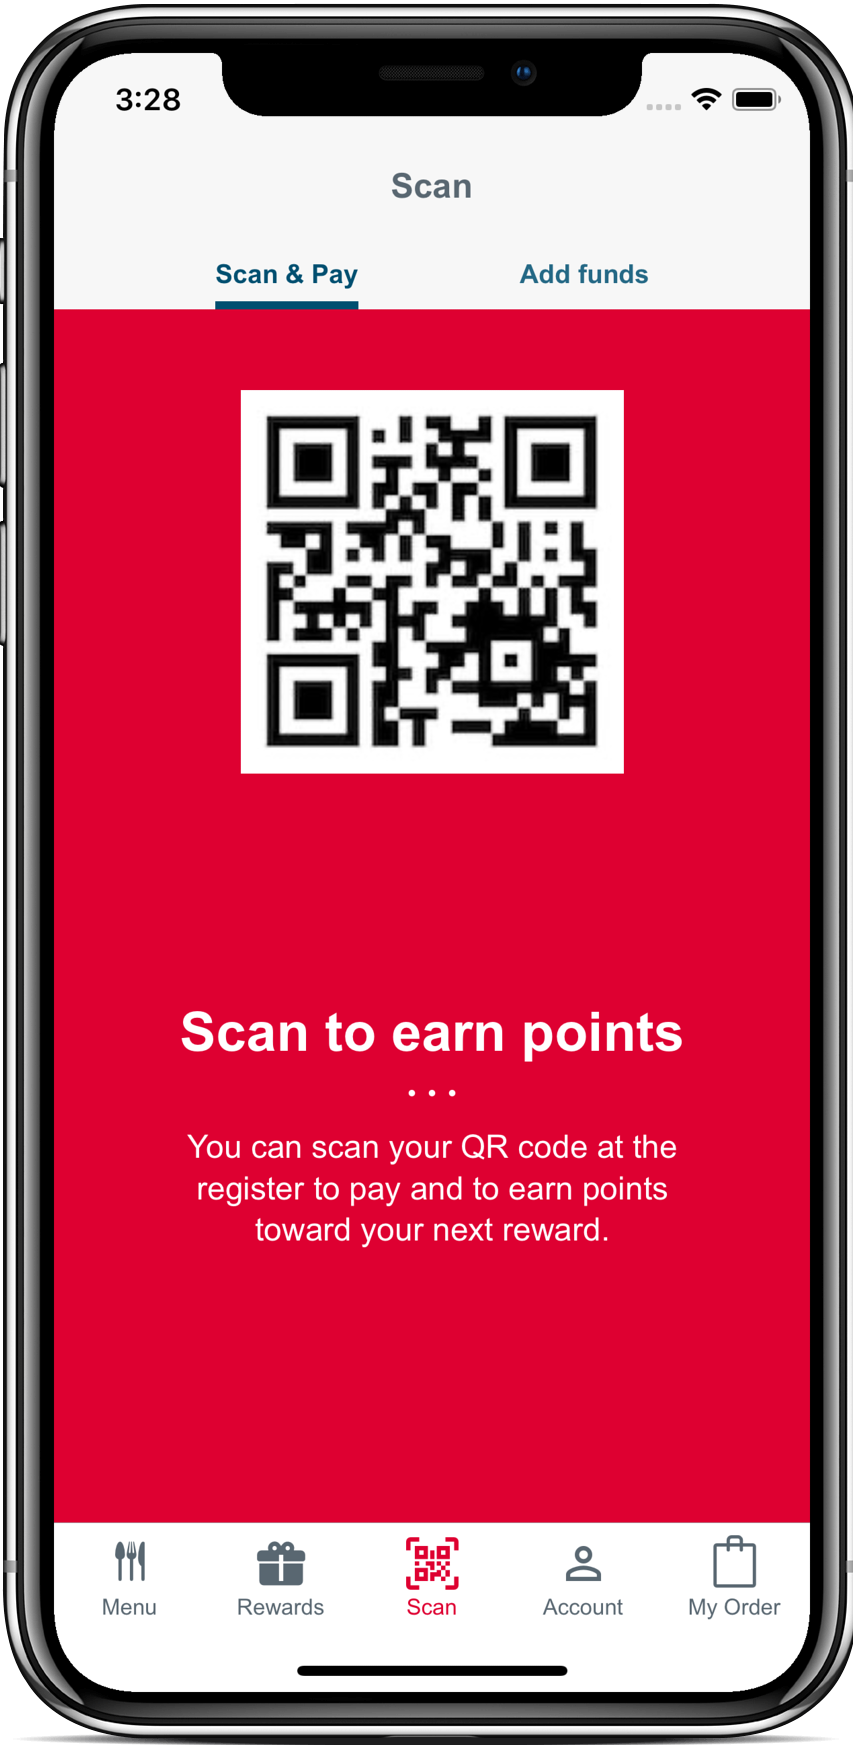 3:28
Scan
Scan & Pay
Add funds
Scan to earn points
...
You can scan your QR code at the
register to pay and to earn points
toward your next reward.
Menu
Rewards
Scan
Account
My Order